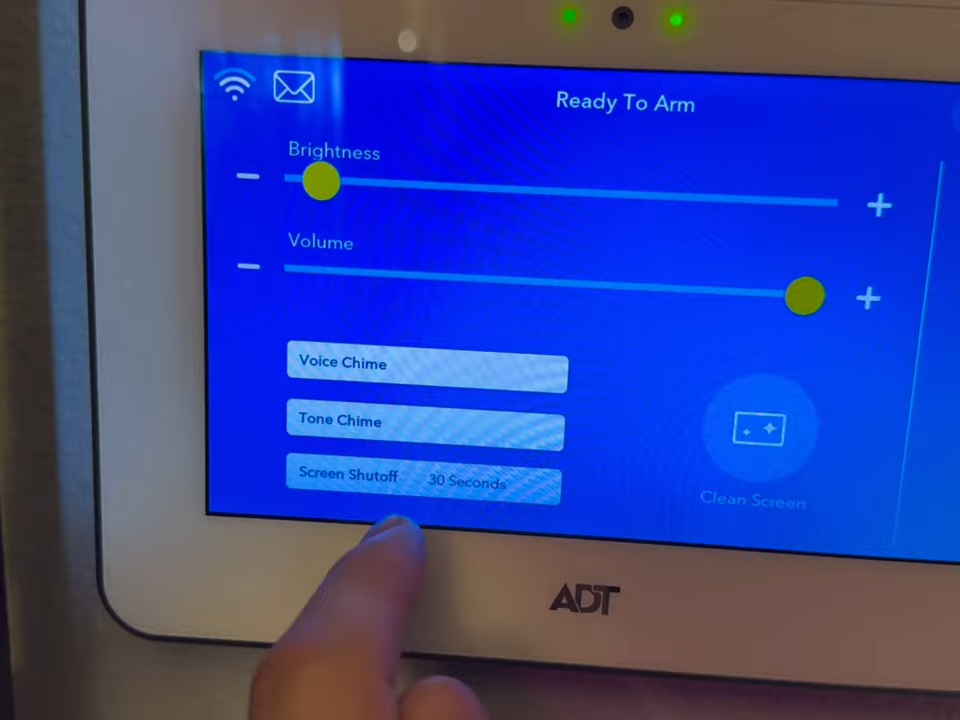 Ready To Arm
Brightness
Volume
Voice Chime
Tone Chime
Screen Shutoff 30 Seconds
Clean Screen
ADT